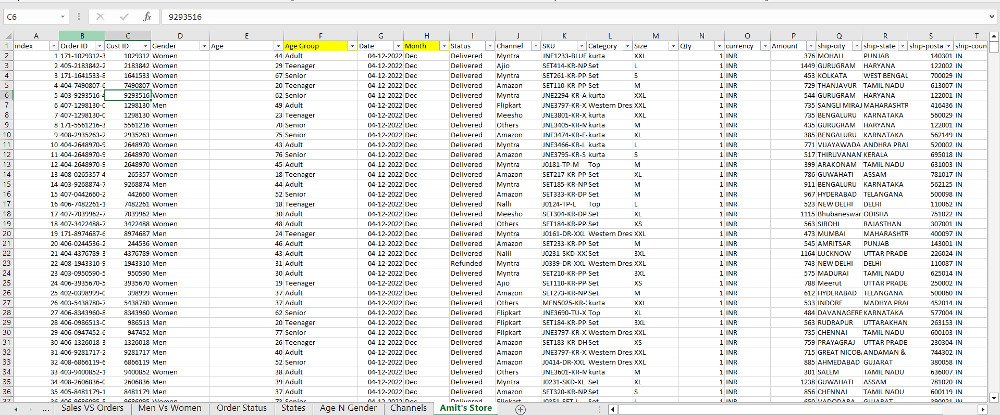 C6 fx 9293516
A B C D E F G H I J K L M N O P Q R S T
1 index Order ID Cust ID Gender Age Age Group Date Month Status Channel SKU Category Size Qty currency Amount ship-city ship-state ship-posta ship-coun
2 1 171-1029312-3 1029312 Women 44 Adult 04-12-2022 Dec Delivered Myntra JNE1233-BLUE kurta XXL 1 INR 376 MOHALI PUNJAB 140301 IN
3 2 405-2183842-2 2183842 Women 29 Teenager 04-12-2022 Dec Delivered Ajio SET414-KR-NP Set L 1 INR 1449 GURUGRAM HARYANA 122002 IN
4 3 171-1641533-8 1641533 Women 67 Senior 04-12-2022 Dec Delivered Myntra SET261-KR-PP Set S 1 INR 453 KOLKATA WEST BENGAL 700029 IN
5 4 404-7490807-6 7490807 Women 20 Teenager 04-12-2022 Dec Delivered Amazon SET110-KR-PP Set M 1 INR 729 THANJAVUR TAMIL NADU 613007 IN
6 5 403-9293516-4 9293516 Women 62 Senior 04-12-2022 Dec Delivered Myntra JNE2294-KR-A kurta XXL 1 INR 544 GURUGRAM HARYANA 122001 IN
7 6 407-1298130-0 1298130 Men 49 Adult 04-12-2022 Dec Delivered Flipkart JNE3797-KR-X Western Dres XXL 1 INR 735 SANGLI MIRAJ MAHARASHTR 416436 IN
8 7 407-1298130-0 1298130 Women 23 Teenager 04-12-2022 Dec Delivered Meesho JNE3801-KR-X kurta XXL 1 INR 735 BENGALURU KARNATAKA 560029 IN
9 8 171-5561216-3 5561216 Women 70 Senior 04-12-2022 Dec Delivered Others JNE3405-KR-M kurta M 1 INR 435 GURUGRAM HARYANA 122001 IN
10 9 408-2935263-2 2935263 Women 75 Senior 04-12-2022 Dec Delivered Amazon JNE3474-KR-E- kurta XL 1 INR 385 BENGALURU KARNATAKA 562149 IN
11 10 404-2648970-9 2648970 Women 43 Adult 04-12-2022 Dec Delivered Myntra JNE3466-KR-L kurta L 1 INR 771 VIJAYAWADA ANDHRA PRAI 520002 IN
12 11 404-2648970-9 2648970 Women 76 Senior 04-12-2022 Dec Delivered Amazon JNE3795-KR-S kurta S 1 INR 517 THIRUVANAN KERALA 695018 IN
13 12 404-2648970-9 2648970 Women 45 Adult 04-12-2022 Dec Delivered Myntra J0181-TP-M Top M 1 INR 399 ARAKONAM TAMIL NADU 631003 IN
14 13 408-0265357-4 265357 Women 18 Teenager 04-12-2022 Dec Delivered Amazon SET217-KR-PP Set XL 1 INR 786 GUWAHATI ASSAM 781017 IN
15 14 403-9268874-7 9268874 Men 44 Adult 04-12-2022 Dec Delivered Myntra SET185-KR-NP Set M 1 INR 911 BENGALURU KARNATAKA 562125 IN
16 15 407-0442660-2 442660 Women 52 Senior 04-12-2022 Dec Delivered Amazon SET333-KR-DP Set M 1 INR 967 HYDERABAD TELANGANA 500098 IN
17 16 406-7482261-1 7482261 Women 18 Teenager 04-12-2022 Dec Delivered Nalli J0124-TP-L Top L 1 INR 523 NEW DELHI DELHI 110062 IN
18 17 407-7039962-7 7039962 Men 30 Adult 04-12-2022 Dec Delivered Meesho SET304-KR-DP Set XL 1 INR 1115 Bhubaneswar ODISHA 751022 IN
19 18 407-3422488-7 3422488 Women 48 Adult 04-12-2022 Dec Delivered Others SET184-KR-PP Set XS 1 INR 563 SIROHI RAJASTHAN 307001 IN
20 19 171-8974687-6 8974687 Men 24 Teenager 04-12-2022 Dec Delivered Myntra J0161-DR-XXL Western Dres XXL 1 INR 473 MUMBAI MAHARASHTR 400097 IN
21 20 406-0244536-2 244536 Women 46 Adult 04-12-2022 Dec Delivered Amazon SET233-KR-PP Set M 1 INR 545 AMRITSAR PUNJAB 143001 IN
22 21 404-4376789-3 4376789 Women 43 Adult 04-12-2022 Dec Delivered Nalli J0231-SKD-XX Set 3XL 1 INR 1164 LUCKNOW UTTAR PRADE 226024 IN
23 22 408-1943310-9 1943310 Men 31 Adult 04-12-2022 Dec Refunded Myntra J0339-DR-XXL Western Dres XXL 1 INR 743 NEW DELHI DELHI 110087 IN
24 23 403-0950590-5 950590 Men 30 Adult 04-12-2022 Dec Delivered Myntra SET210-KR-PP Set 3XL 1 INR 575 MADURAI TAMIL NADU 625014 IN
25 24 406-3935670-5 3935670 Women 19 Teenager 04-12-2022 Dec Delivered Ajio SET110-KR-PP Set XS 1 INR 788 Meerut UTTAR PRADE 250002 IN
26 25 402-0398999-0 398999 Women 37 Adult 04-12-2022 Dec Delivered Amazon SET273-KR-NP Set M 1 INR 612 HYDERABAD TELANGANA 500060 IN
27 26 403-5438780-7 5438780 Women 37 Adult 04-12-2022 Dec Delivered Others MEN5025-KR- kurta XXL 1 INR 533 INDORE MADHYA PRAI 452014 IN
28 27 406-8343960-8 8343960 Women 62 Senior 04-12-2022 Dec Delivered Flipkart JNE3690-TU-X Top XL 1 INR 484 DAVANAGERE KARNATAKA 577004 IN
29 28 406-0986513-0 986513 Men 20 Teenager 04-12-2022 Dec Delivered Flipkart SET184-KR-PP Set 3XL 1 INR 563 RUDRAPUR UTTARAKHAN 263153 IN
30 29 406-0947452-6 947452 Men 77 Senior 04-12-2022 Dec Delivered Flipkart JNE3797-KR-X Western Dres XXL 1 INR 735 CHENNAI TAMIL NADU 600103 IN
31 30 406-1326018-3 1326018 Men 26 Teenager 04-12-2022 Dec Delivered Amazon SET183-KR-DH Set XS 1 INR 759 PRAYAGRAJ UTTAR PRADE 230304 IN
32 31 406-9281717-2 9281717 Men 40 Adult 04-12-2022 Dec Delivered Amazon JNE3797-KR-X Western Dres XXL 1 INR 715 GREAT NICOB ANDAMAN & 744302 IN
33 32 408-6866119-6 6866119 Men 52 Senior 04-12-2022 Dec Delivered Amazon J0414-DR-XXL Western Dres XXL 1 INR 885 AHMEDABAD GUJARAT 380058 IN
34 33 403-9400852-1 9400852 Women 38 Adult 04-12-2022 Dec Delivered Others JNE3601-KR-M kurta M 1 INR 301 SALEM TAMIL NADU 636007 IN
35 34 408-2606836-0 2606836 Men 39 Adult 04-12-2022 Dec Delivered Myntra J0231-SKD-XL Set XL 1 INR 1238 GUWAHATI ASSAM 781020 IN
36 35 405-8481179-1 8481179 Men 37 Adult 04-12-2022 Dec Delivered Amazon SET320-KR-NP Set S 1 INR 856 CHENNAI TAMIL NADU 600119 IN
37 36 406-9686095-5 9686095 Women 73 Senior 04-12-2022 Dec Delivered Flipkart J0351-SET-L Set L 1 INR 650 VADODARA GUJARAT 390021 IN
... Sales VS Orders Men Vs Women Order Status States Age N Gender Channels Amit's Store